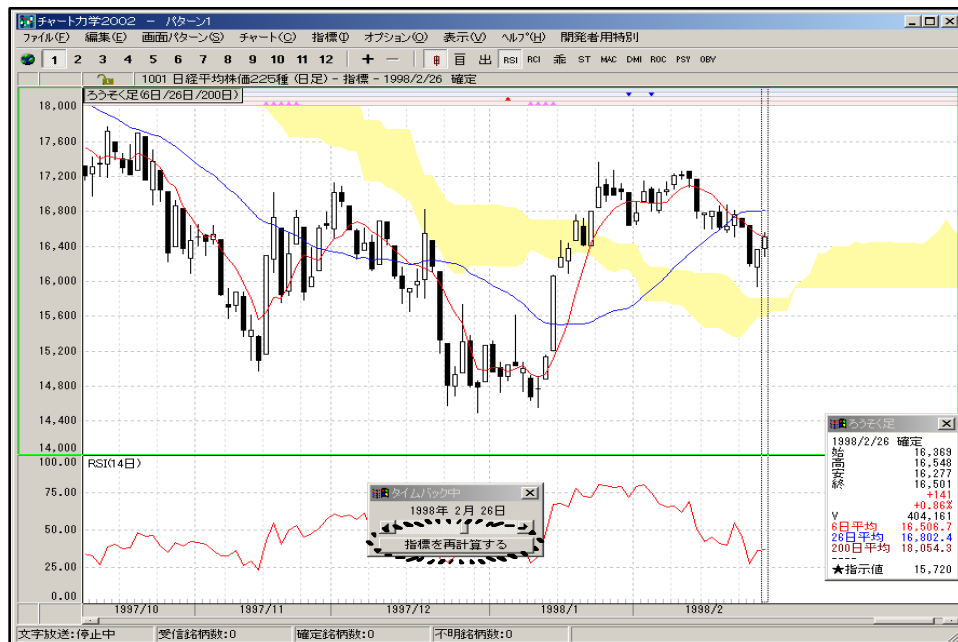 チャート力学2002 － パターン1
ファイル(F) 編集(E) 画面パターン(S) チャート(C) 指標(I) オプション(O) 表示(V) ヘルプ(H) 開発者用特別
1 2 3 4 5 6 7 8 9 10 11 12 + － 百 出 RSI RCI 乖 ST MAC DMI ROC PSY OBV
1001 日経平均株価225種 (日足) - 指標 - 1998/2/26 確定
ろうそく足(6日/26日/200日)
18,000
17,600
17,200
16,800
16,400
16,000
15,600
15,200
14,800
14,400
14,000
ろうそく足
1998/2/26 確定
始 16,369
高 16,548
安 16,277
終 16,501
+141
+0.86%
V 404,161
6日平均 16,506.7
26日平均 16,802.4
200日平均 18,054.3
----
★指示値 15,720
RSI(14日)
100.00
75.00
50.00
25.00
0.00
タイムバック中
1998年 2月 26日
指標を再計算する
1997/10 1997/11 1997/12 1998/1 1998/2
文字放送:停止中 受信銘柄数:0 確定銘柄数:0 不明銘柄数:0